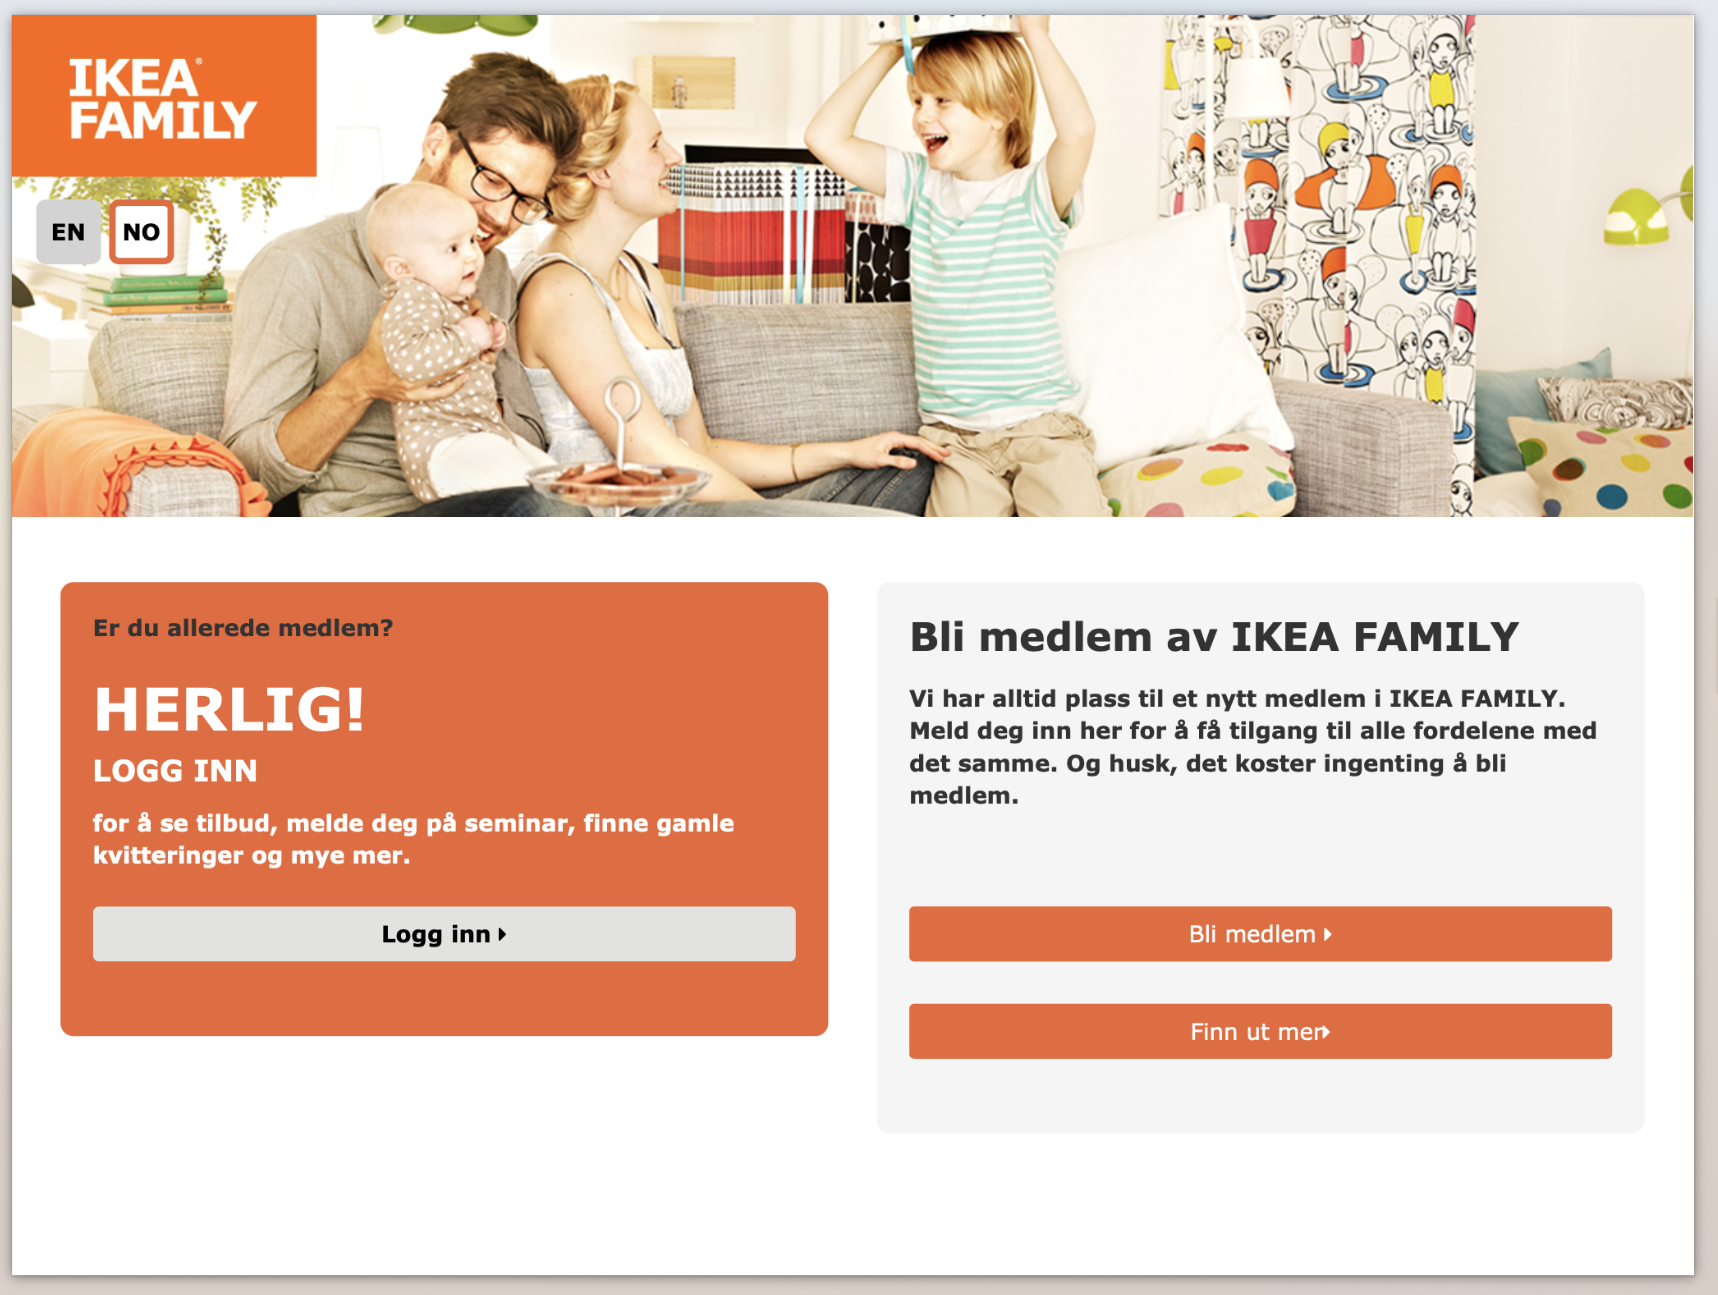 IKEA®
FAMILY
EN
NO
Er du allerede medlem?
HERLIG!
LOGG INN
for å se tilbud, melde deg på seminar, finne gamle
kvitteringer og mye mer.
Logg inn
Bli medlem av IKEA FAMILY
Vi har alltid plass til et nytt medlem i IKEA FAMILY.
Meld deg inn her for å få tilgang til alle fordelene med
det samme. Og husk, det koster ingenting å bli
medlem.
Bli medlem
Finn ut mer